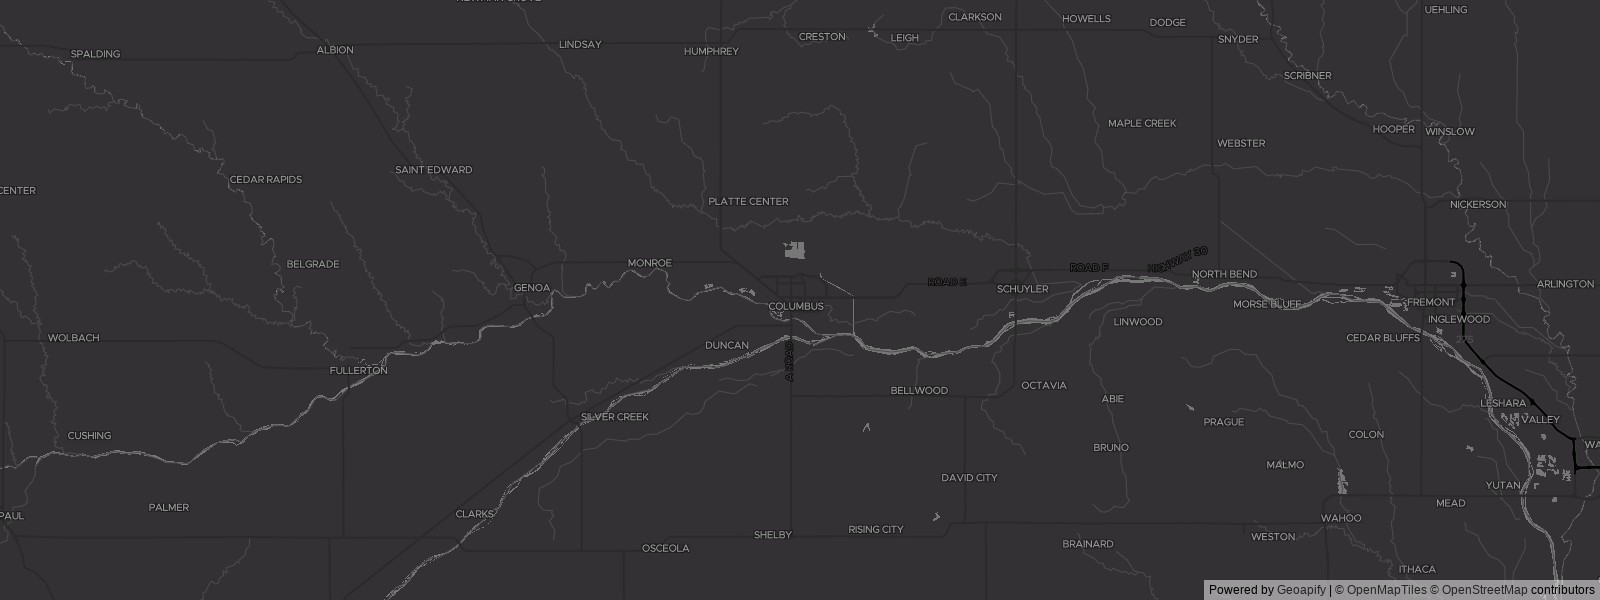 CLARKSON
HOWELLS
DODGE
UEHLING
SPALDING
ALBION
LINDSAY
HUMPHREY
CRESTON
LEIGH
SNYDER
SCRIBNER
MAPLE CREEK
HOOPER
WINSLOW
WEBSTER
SAINT EDWARD
CEDAR RAPIDS
CENTER
PLATTE CENTER
NICKERSON
BELGRADE
MONROE
HIGHWAY 30
ROAD F
ROAD E
NORTH BEND
GENOA
SCHUYLER
ARLINGTON
COLUMBUS
MORSE BLUFF
FREMONT
LINWOOD
INGLEWOOD
WOLBACH
DUNCAN
A ROAD
CEDAR BLUFFS
275
FULLERTON
BELLWOOD
OCTAVIA
ABIE
LESHARA
SILVER CREEK
PRAGUE
VALLEY
CUSHING
COLON
BRUNO
WA
MALMO
DAVID CITY
YUTAN
PALMER
MEAD
PAUL
CLARKS
WAHOO
SHELBY
RISING CITY
WESTON
OSCEOLA
BRAINARD
ITHACA
Powered by Geoapify | © OpenMapTiles © OpenStreetMap contributors